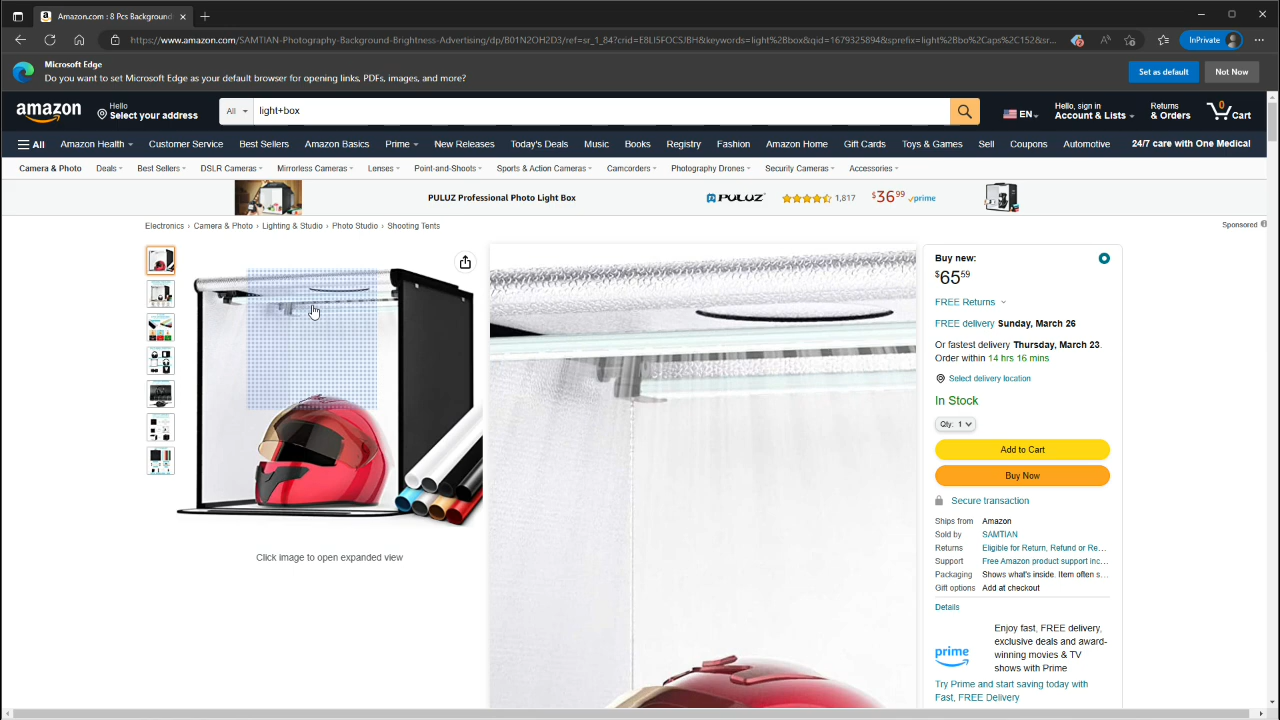 Amazon.com : 8 Pcs Background
https://www.amazon.com/SAMTIAN-Photography-Background-Brightness-Advertising/dp/B01N2OH2D3/ref=sr_1_84?crid=E8LISFOCSJBH&keywords=light%2Bbox&qid=1679325894&sprefix=light%2Bbo%2Caps%2C152&sr...
InPrivate
Microsoft Edge
Do you want to set Microsoft Edge as your default browser for opening links, PDFs, images, and more?
Set as default
Not Now
amazon
Hello
Select your address
All
light+box
EN
Hello, sign in
Account & Lists
Returns
& Orders
0
Cart
All
Amazon Health
Customer Service
Best Sellers
Amazon Basics
Prime
New Releases
Today's Deals
Music
Books
Registry
Fashion
Amazon Home
Gift Cards
Toys & Games
Sell
Coupons
Automotive
24/7 care with One Medical
Camera & Photo
Deals
Best Sellers
DSLR Cameras
Mirrorless Cameras
Lenses
Point-and-Shoots
Sports & Action Cameras
Camcorders
Photography Drones
Security Cameras
Accessories
PULUZ Professional Photo Light Box
PULUZ
1,817
$36 99
prime
Electronics › Camera & Photo › Lighting & Studio › Photo Studio › Shooting Tents
Sponsored
Click image to open expanded view
Buy new:
$65 59
FREE Returns
FREE delivery Sunday, March 26
Or fastest delivery Thursday, March 23.
Order within 14 hrs 16 mins
Select delivery location
In Stock
Qty: 1
Add to Cart
Buy Now
Secure transaction
Ships from Amazon
Sold by SAMTIAN
Returns Eligible for Return, Refund or Re...
Support Free Amazon product support inc...
Packaging Shows what's inside. Item often s...
Gift options Add at checkout
Details
prime
Enjoy fast, FREE delivery,
exclusive deals and award-
winning movies & TV
shows with Prime
Try Prime and start saving today with
Fast, FREE Delivery